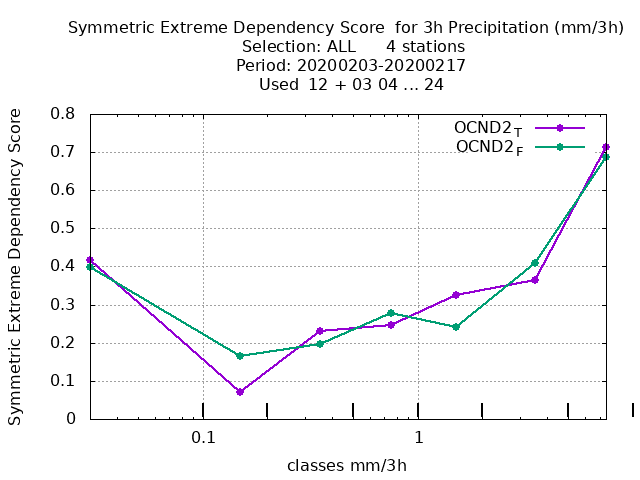 Symmetric Extreme Dependency Score  for 3h Precipitation (mm/3h)
Selection: ALL      4 stations
Period: 20200203-20200217
Used  12 + 03 04 ... 24
OCND2T
OCND2F
Symmetric Extreme Dependency Score
0.8
0.7
0.6
0.5
0.4
0.3
0.2
0.1
0
0.1
1
classes mm/3h